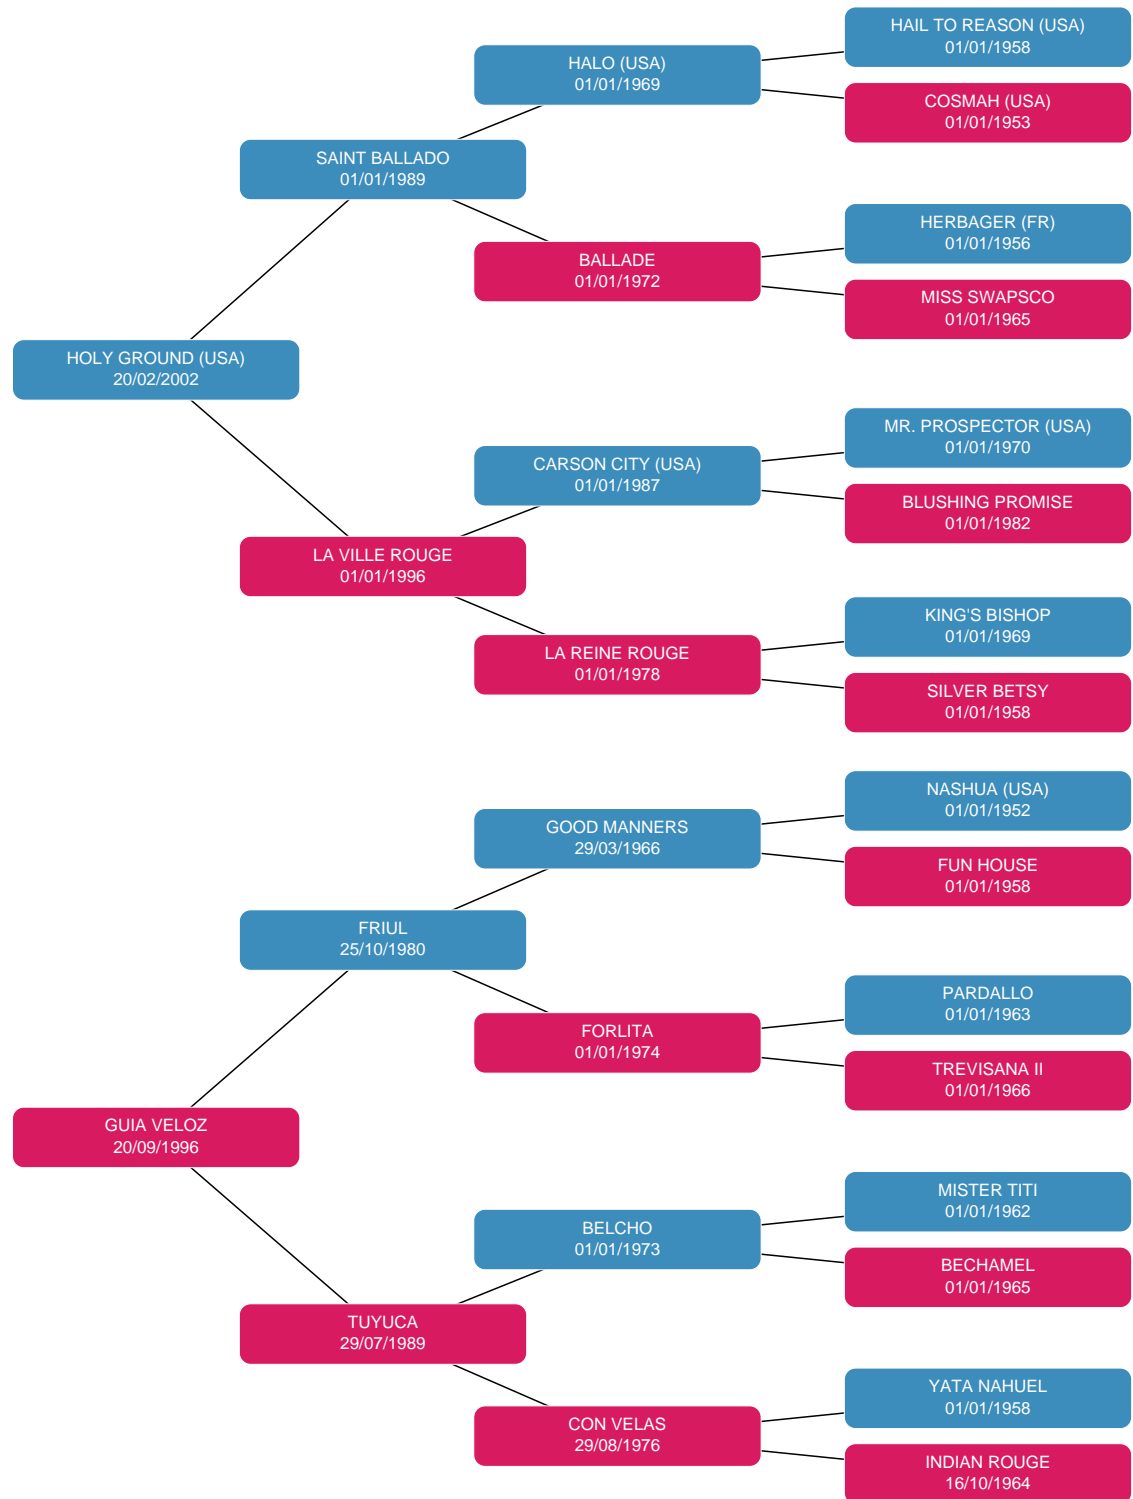 HAIL TO REASON (USA)
01/01/1958
HALO (USA)
01/01/1969
COSMAH (USA)
01/01/1953
SAINT BALLADO
01/01/1989
HERBAGER (FR)
01/01/1956
BALLADE
01/01/1972
MISS SWAPSCO
01/01/1965
HOLY GROUND (USA)
20/02/2002
MR. PROSPECTOR (USA)
01/01/1970
CARSON CITY (USA)
01/01/1987
BLUSHING PROMISE
01/01/1982
LA VILLE ROUGE
01/01/1996
KING'S BISHOP
01/01/1969
LA REINE ROUGE
01/01/1978
SILVER BETSY
01/01/1958
NASHUA (USA)
01/01/1952
GOOD MANNERS
29/03/1966
FUN HOUSE
01/01/1958
FRIUL
25/10/1980
PARDALLO
01/01/1963
FORLITA
01/01/1974
TREVISANA II
01/01/1966
GUIA VELOZ
20/09/1996
MISTER TITI
01/01/1962
BELCHO
01/01/1973
BECHAMEL
01/01/1965
TUYUCA
29/07/1989
YATA NAHUEL
01/01/1958
CON VELAS
29/08/1976
INDIAN ROUGE
16/10/1964